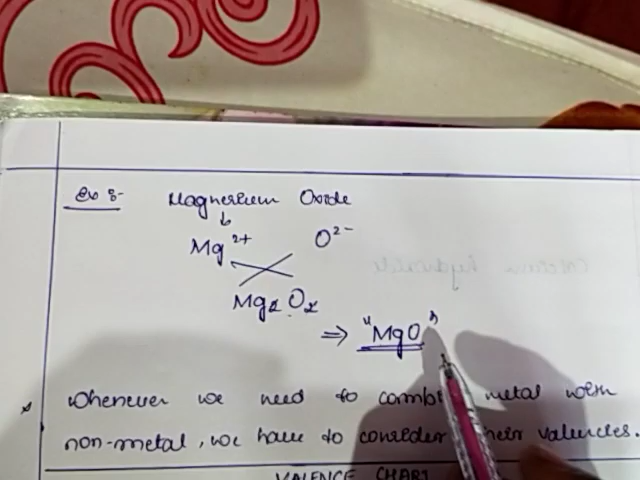 Ex :- Magnesium Oxide
Mg²⁺ O²⁻
Mg₂O₂
⇒ "MgO"
* Whenever we need to metal with
non-metal, we have to consider their valencies.
VALENCE CHART